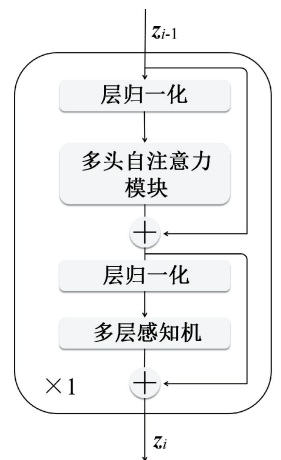 z_{i-1}
层归一化
多头自注意力
模块
+
层归一化
多层感知机
+
×1
z_i